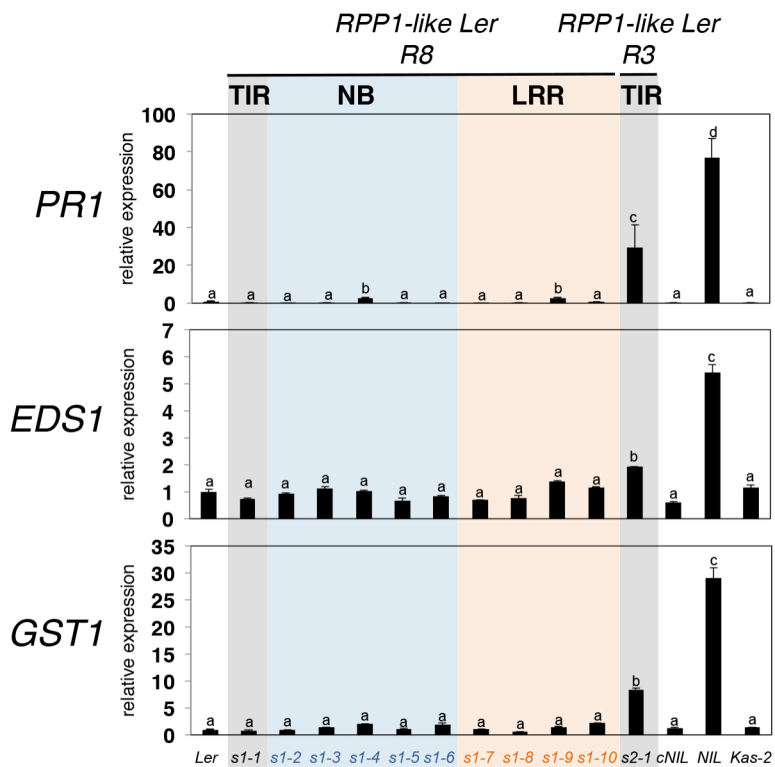 RPP1-like Ler RPP1-like Ler
R8 R3
TIR NB LRR TIR
PR1
relative expression
100
80
60
40
20
0
a a a a b a a a a b a c a d a
EDS1
relative expression
7
6
5
4
3
2
1
0
a a a a a a a a a a a b a c a
GST1
relative expression
35
30
25
20
15
10
5
0
a a a a a a a a a a a b a c a
Ler s1-1 s1-2 s1-3 s1-4 s1-5 s1-6 s1-7 s1-8 s1-9 s1-10 s2-1 cNIL NIL Kas-2